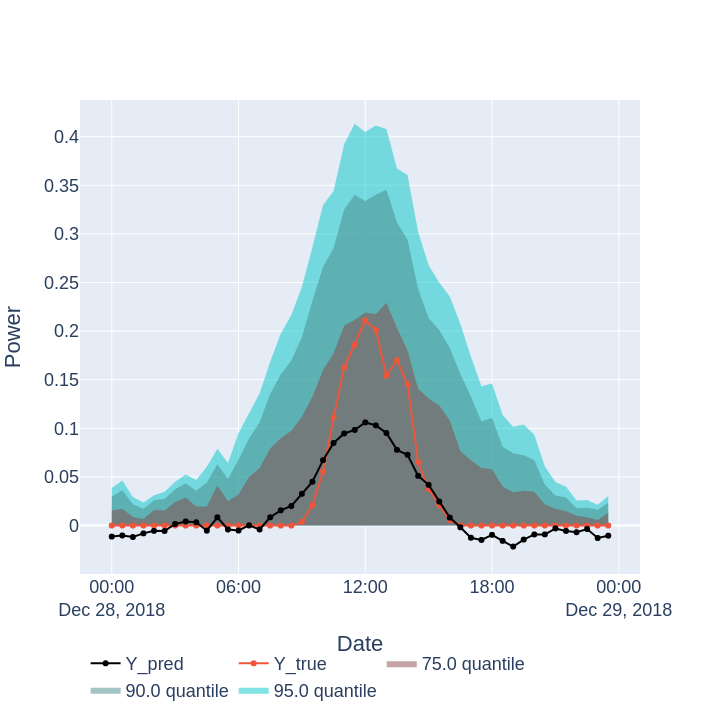 0.4
0.35
0.3
0.25
0.2
0.15
0.1
0.05
0
Power
00:00 06:00 12:00 18:00 00:00
Dec 28, 2018 Dec 29, 2018
Date
Y_pred Y_true 75.0 quantile
90.0 quantile 95.0 quantile